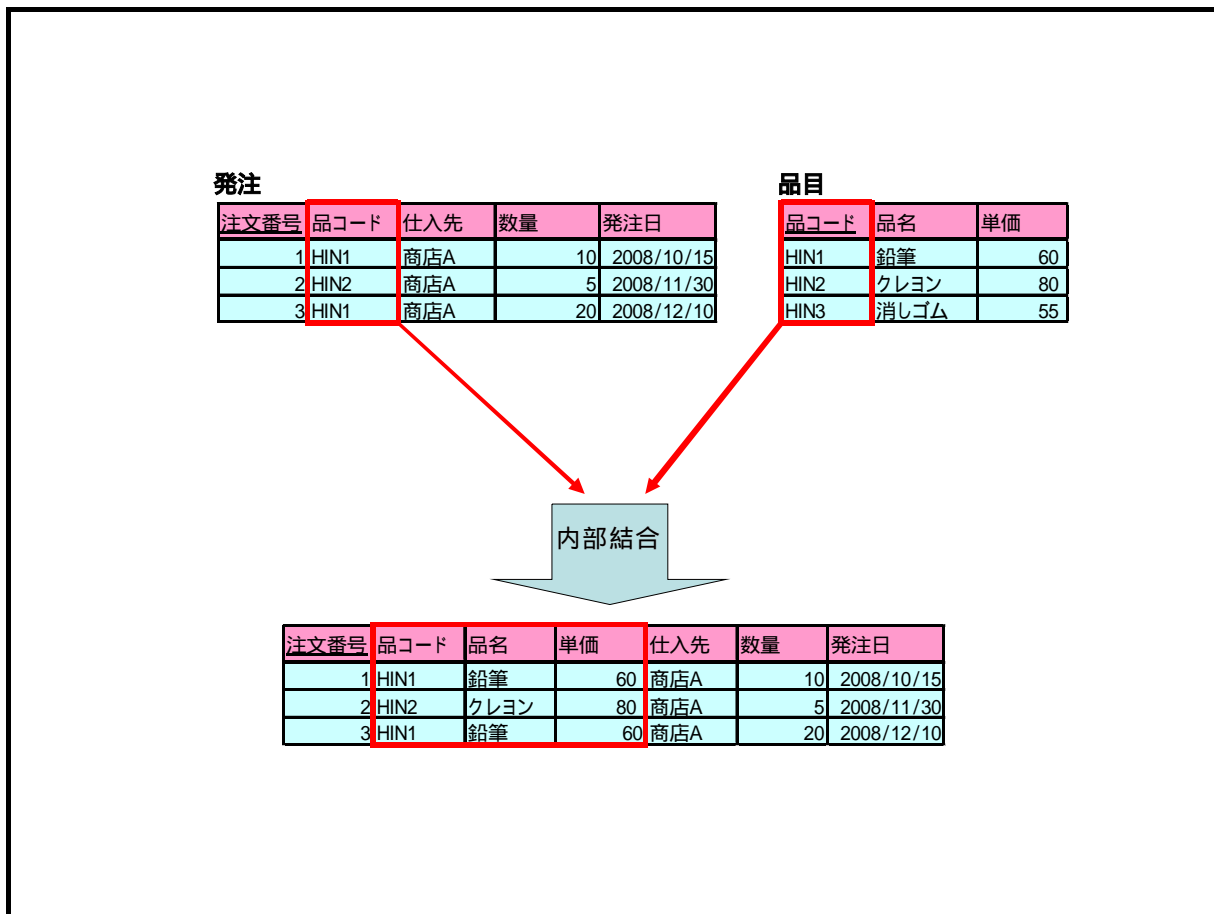 発注
注文番号 品コード 仕入先 数量 発注日
1 HIN1 商店A 10 2008/10/15
2 HIN2 商店A 5 2008/11/30
3 HIN1 商店A 20 2008/12/10
品目
品コード 品名 単価
HIN1 鉛筆 60
HIN2 クレヨン 80
HIN3 消しゴム 55
内部結合
注文番号 品コード 品名 単価 仕入先 数量 発注日
1 HIN1 鉛筆 60 商店A 10 2008/10/15
2 HIN2 クレヨン 80 商店A 5 2008/11/30
3 HIN1 鉛筆 60 商店A 20 2008/12/10